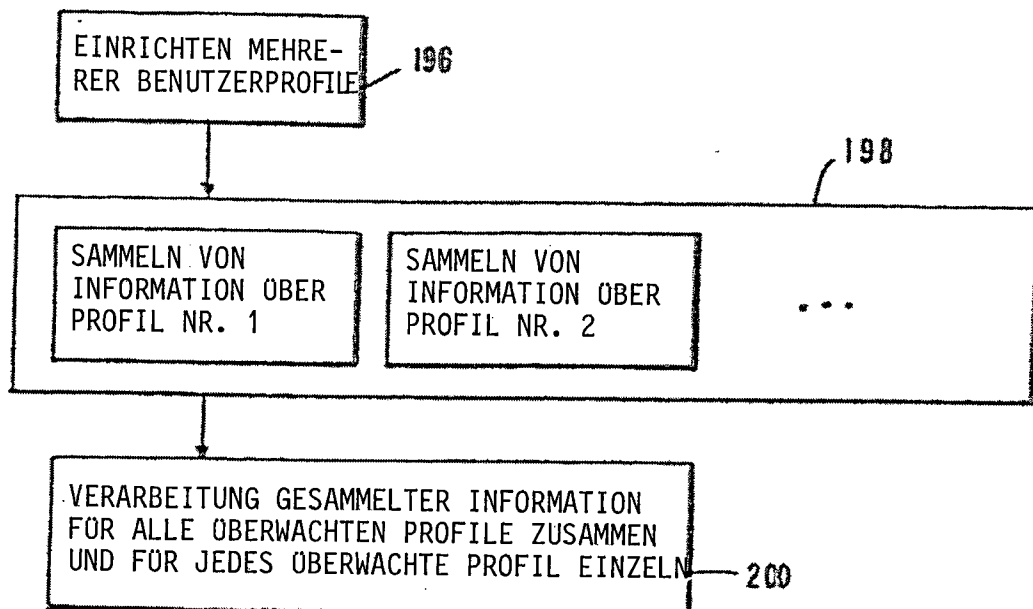 EINRICHTEN MEHRE-
RER BENUTZERPROFILE
196
198
SAMMELN VON
INFORMATION ÜBER
PROFIL NR. 1
SAMMELN VON
INFORMATION ÜBER
PROFIL NR. 2
...
VERARBEITUNG GESAMMELTER INFORMATION
FÜR ALLE ÜBERWACHTEN PROFILE ZUSAMMEN
UND FÜR JEDES ÜBERWACHTE PROFIL EINZELN
200